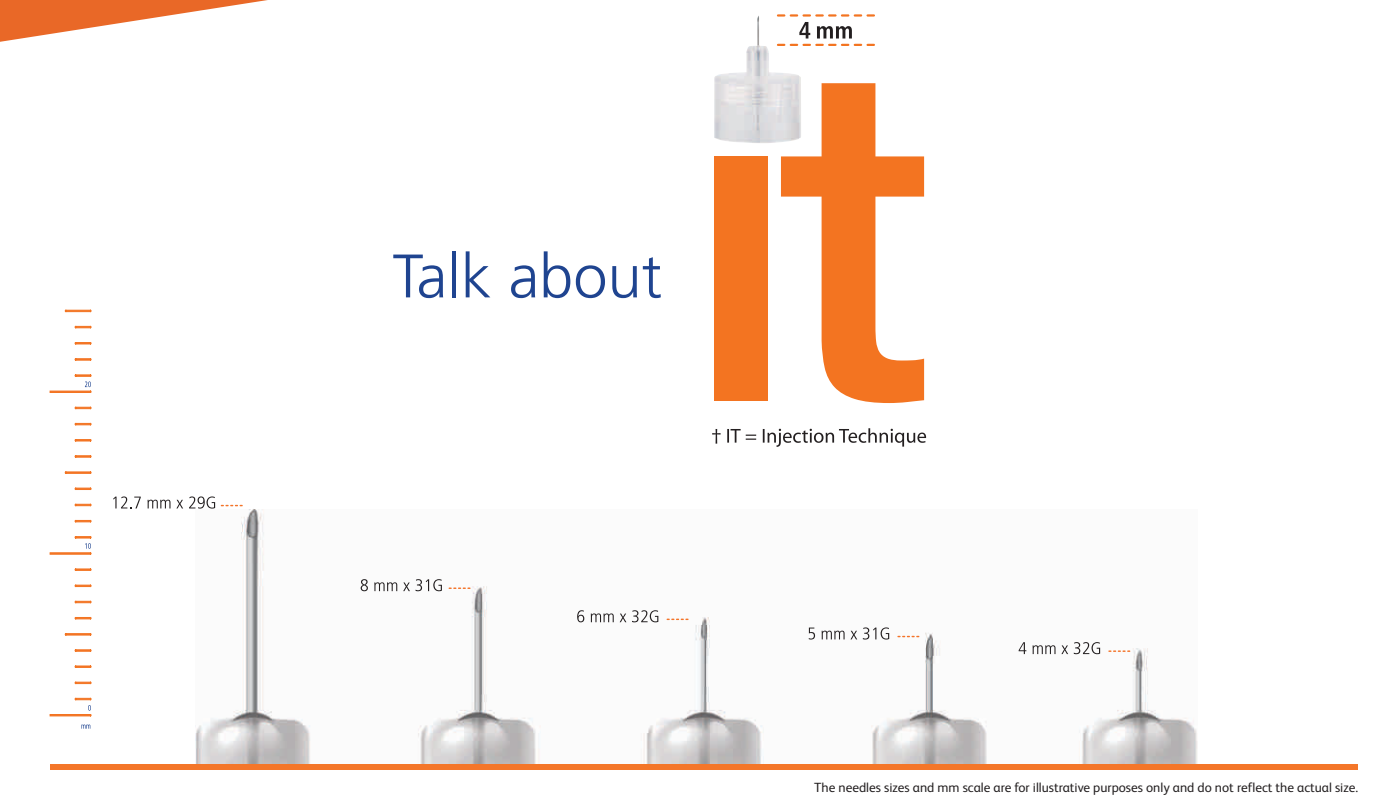 4 mm
Talk about it
† IT = Injection Technique
20
10
0
mm
12.7 mm x 29G
8 mm x 31G
6 mm x 32G
5 mm x 31G
4 mm x 32G
The needles sizes and mm scale are for illustrative purposes only and do not reflect the actual size.